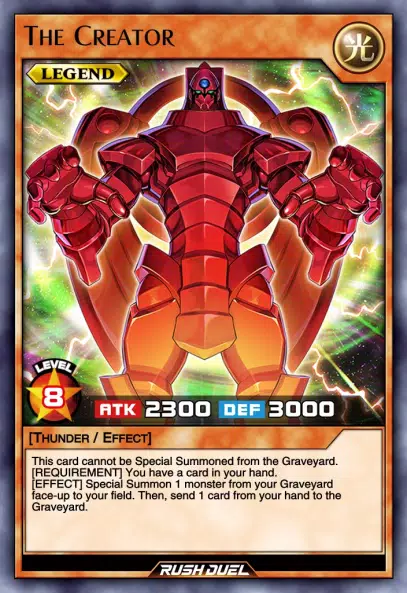 The Creator
光
LEGEND
LEVEL
8
ATK 2300 DEF 3000
[Thunder / Effect]
This card cannot be Special Summoned from the Graveyard.
[REQUIREMENT] You have a card in your hand.
[EFFECT] Special Summon 1 monster from your Graveyard
face-up to your field. Then, send 1 card from your hand to the
Graveyard.
RUSH DUEL